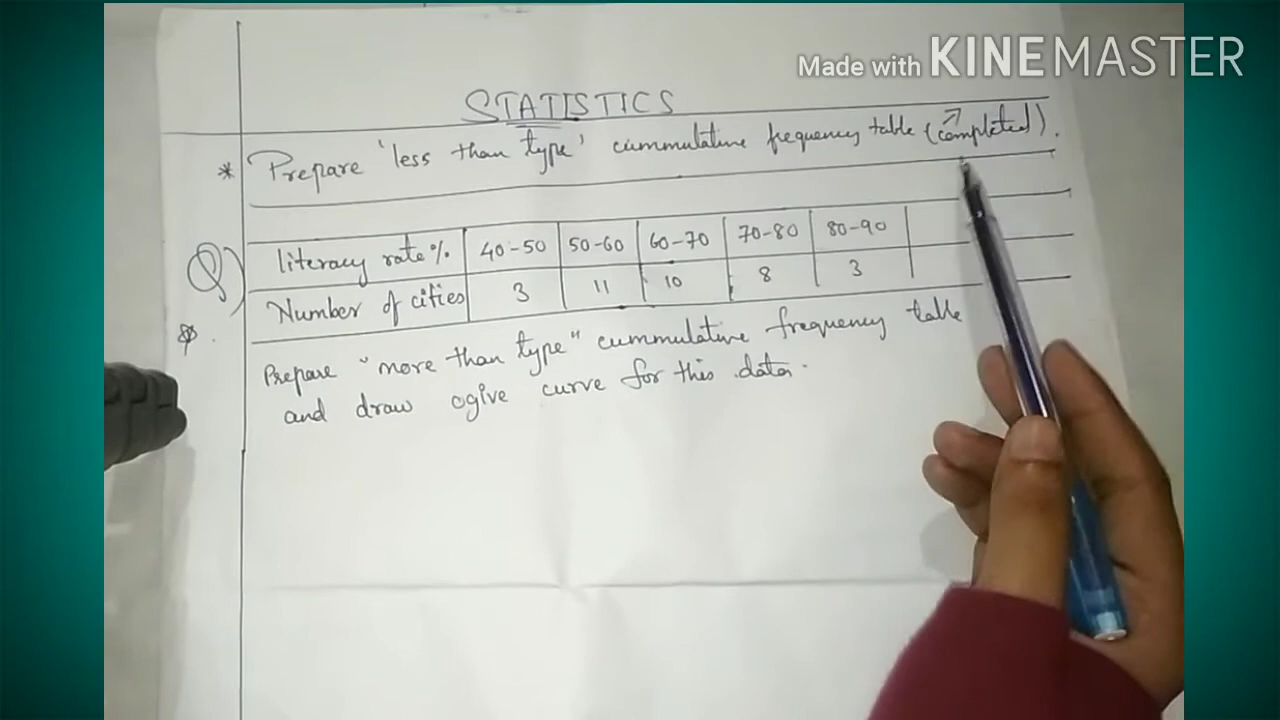 Made with KINEMASTER
STATISTICS
* Prepare 'less than type' cummulative frequency table (completed).
Q) literacy rate % 40-50 50-60 60-70 70-80 80-90
Number of cities 3 11 10 8 3
* Prepare "more than type" cummulative frequency table
and draw ogive curve for this data.